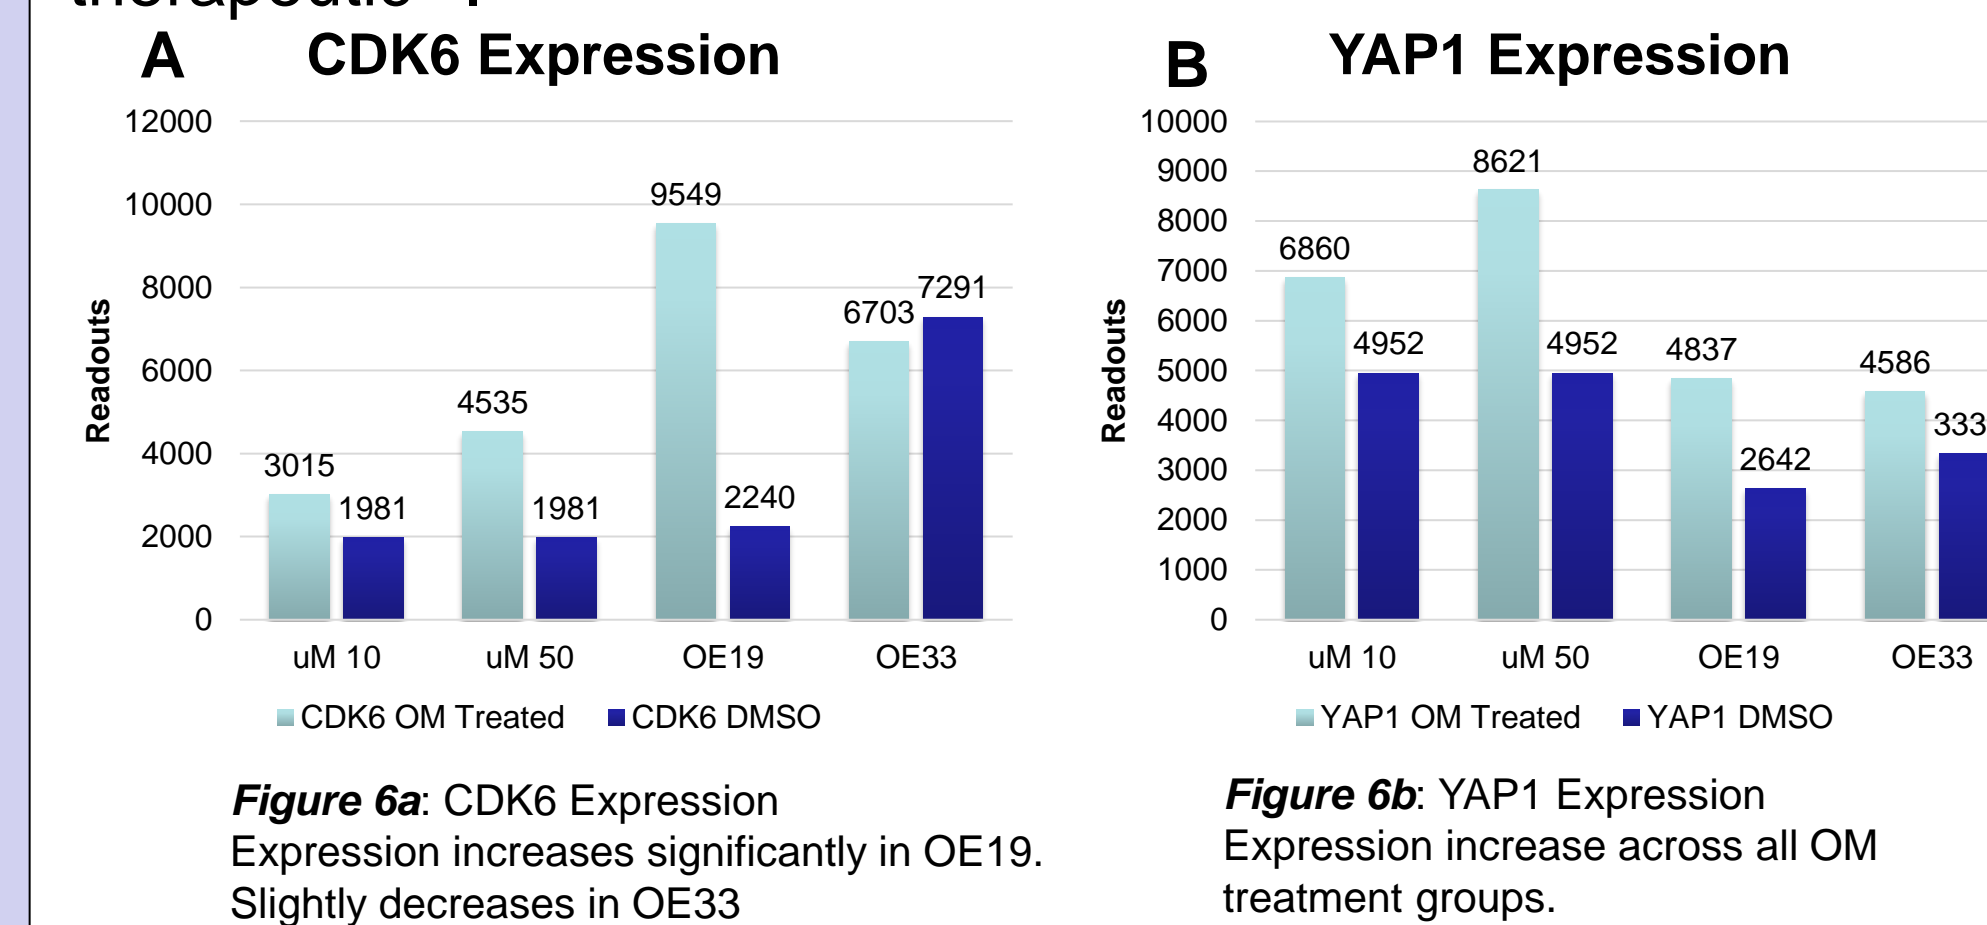 A CDK6 Expression
12000
10000
8000
6000
4000
2000
0
Readouts
3015
1981
4535
1981
9549
2240
6703
7291
uM 10 uM 50 OE19 OE33
CDK6 OM Treated CDK6 DMSO
Figure 6a: CDK6 Expression
Expression increases significantly in OE19.
Slightly decreases in OE33
B YAP1 Expression
10000
9000
8000
7000
6000
5000
4000
3000
2000
1000
0
Readouts
6860
4952
8621
4952
4837
2642
4586
333
uM 10 uM 50 OE19 OE33
YAP1 OM Treated YAP1 DMSO
Figure 6b: YAP1 Expression
Expression increase across all OM
treatment groups.